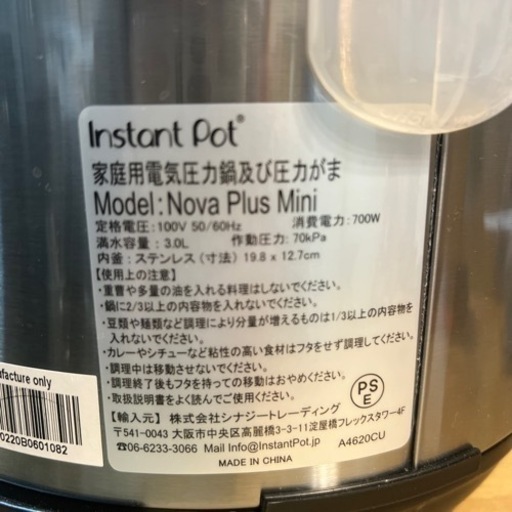 Instant Pot®
家庭用電気圧力鍋及び圧力がま
Model: Nova Plus Mini
定格電圧：100V 50/60Hz 消費電力：700W
満水容量：3.0L 作動圧力：70kPa
内釜：ステンレス（寸法）19.8 x 12.7cm
【使用上の注意】
・重曹や多量の油を入れる料理はしないでください。
・鍋に2/3以上の内容物を入れないでください。
・豆類や麺類など調理により分量が増えるものは1/3以上の内容物を
入れないでください。
・カレーやシチューなど粘性の高い食材はフタをせず調理してください。
・調理中は移動させないでください。
・調理終了後もフタを持っての移動はおやめください。
・取扱説明書をよく読んでご使用ください。
PS
E
【輸入元】 株式会社シナジートレーディング
〒541-0043 大阪市中央区高麗橋3-3-11淀屋橋フレックスタワー4F
☎06-6233-3066 Mail Info@InstantPot.jp A4620CU
MADE IN CHINA
facture only
0220B0601082